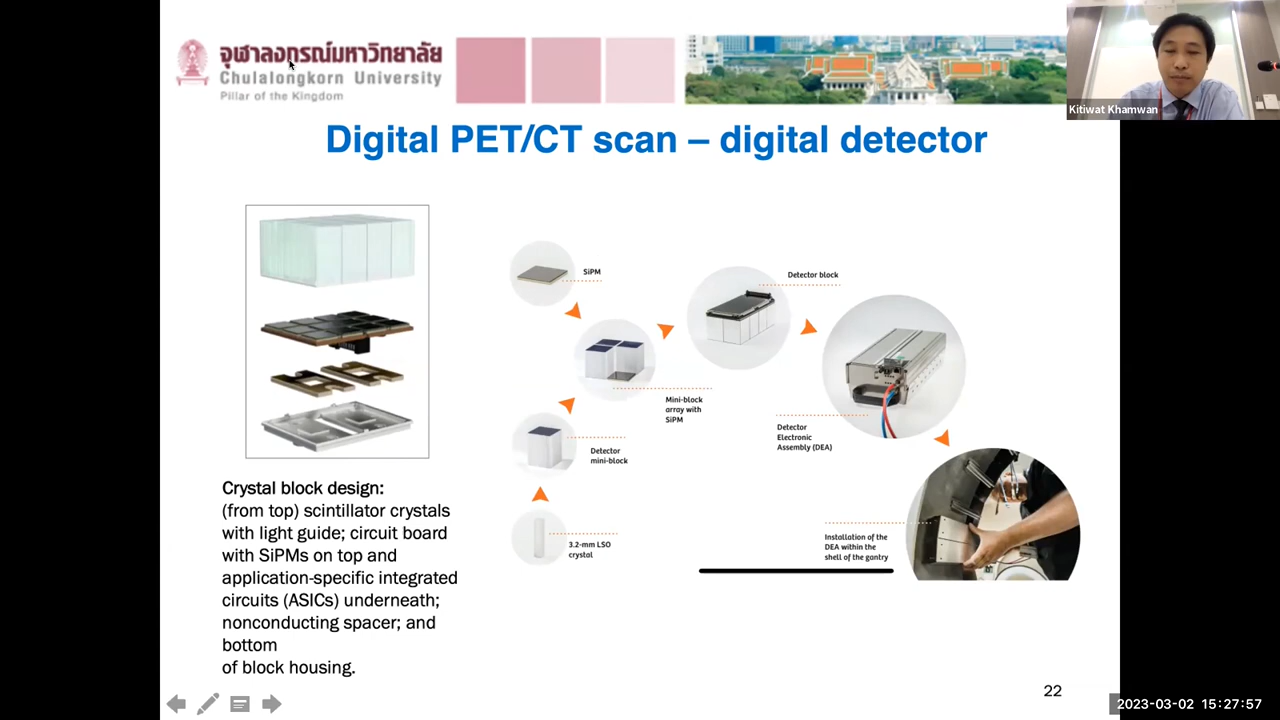 จุฬาลงกรณ์มหาวิทยาลัย
Chulalongkorn University
Pillar of the Kingdom
Kitiwat Khamwan
Digital PET/CT scan – digital detector
SiPM
Detector block
Mini-block
array with
SiPM
Detector
Electronic
Assembly (DEA)
Detector
mini-block
Installation of the
DEA within the
shell of the gantry
3.2-mm LSO
crystal
Crystal block design:
(from top) scintillator crystals
with light guide; circuit board
with SiPMs on top and
application-specific integrated
circuits (ASICs) underneath;
nonconducting spacer; and
bottom
of block housing.
22
2023-03-02 15:27:57